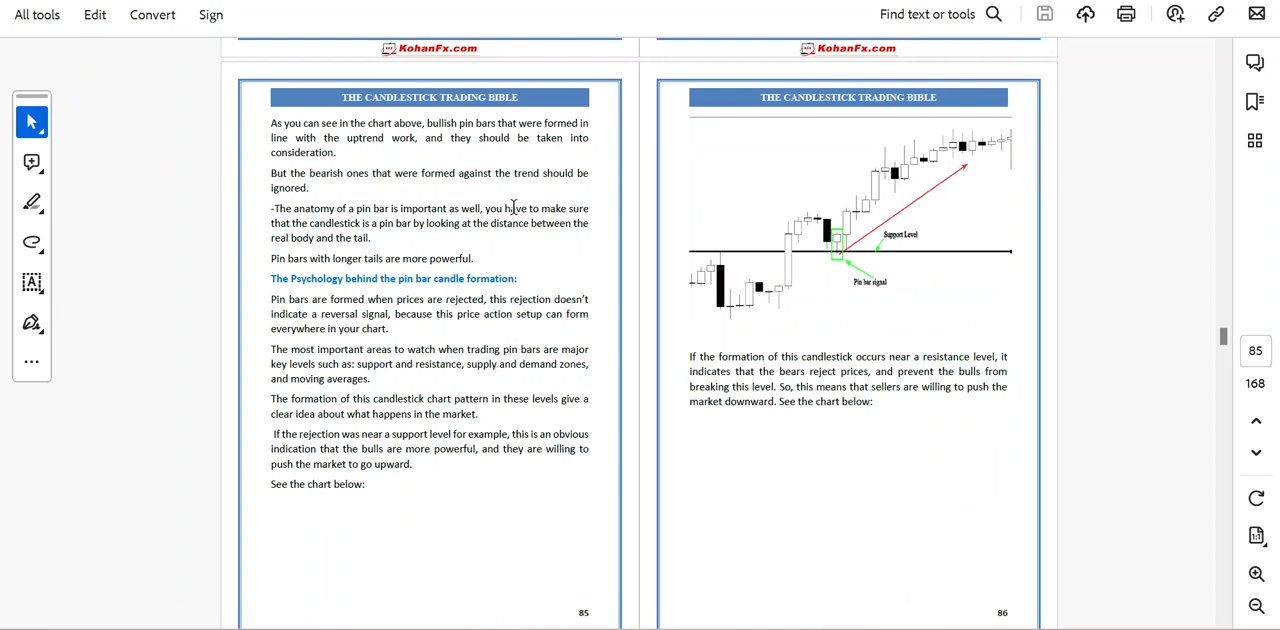 All tools Edit Convert Sign Find text or tools
KohanFx.com KohanFx.com
THE CANDLESTICK TRADING BIBLE
As you can see in the chart above, bullish pin bars that were formed in
line with the uptrend work, and they should be taken into
consideration.
But the bearish ones that were formed against the trend should be
ignored.
-The anatomy of a pin bar is important as well, you have to make sure
that the candlestick is a pin bar by looking at the distance between the
real body and the tail.
Pin bars with longer tails are more powerful.
The Psychology behind the pin bar candle formation:
Pin bars are formed when prices are rejected, this rejection doesn't
indicate a reversal signal, because this price action setup can form
everywhere in your chart.
The most important areas to watch when trading pin bars are major
key levels such as: support and resistance, supply and demand zones,
and moving averages.
The formation of this candlestick chart pattern in these levels give a
clear idea about what happens in the market.
If the rejection was near a support level for example, this is an obvious
indication that the bulls are more powerful, and they are willing to
push the market to go upward.
See the chart below:
85
THE CANDLESTICK TRADING BIBLE
Support Level
Pin bar signal
If the formation of this candlestick occurs near a resistance level, it
indicates that the bears reject prices, and prevent the bulls from
breaking this level. So, this means that sellers are willing to push the
market downward. See the chart below:
86
85
168
1:1